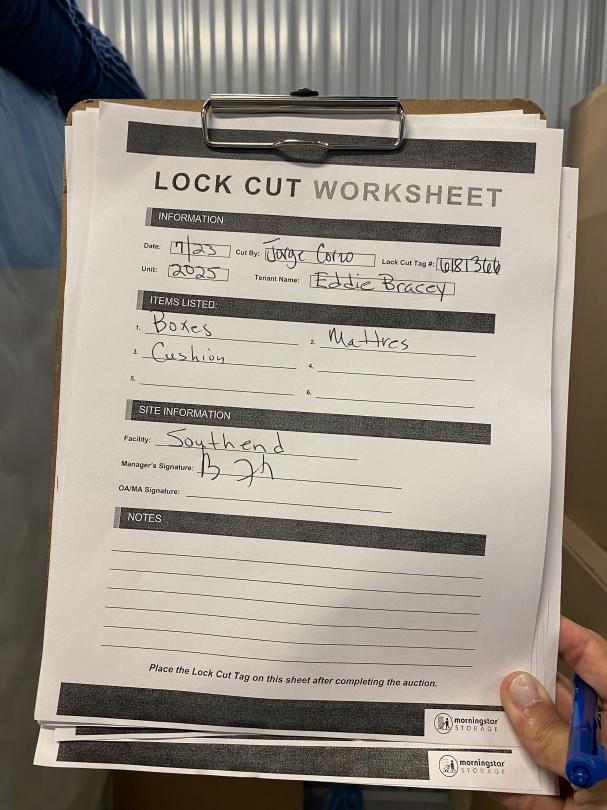 LOCK CUT WORKSHEET
INFORMATION
Date: 7/23 Cut By: Jorge Corro Lock Cut Tag #: 6181366
Unit: 2025 Tenant Name: Eddie Bracey
ITEMS LISTED:
1. Boxes 2. Mattres
3. Cushion 4.
5. 6.
SITE INFORMATION
Facility: Southend
Manager's Signature:
OA/MA Signature:
NOTES
Place the Lock Cut Tag on this sheet after completing the auction.
morningstar
STORAGE
morningstar
STORAGE